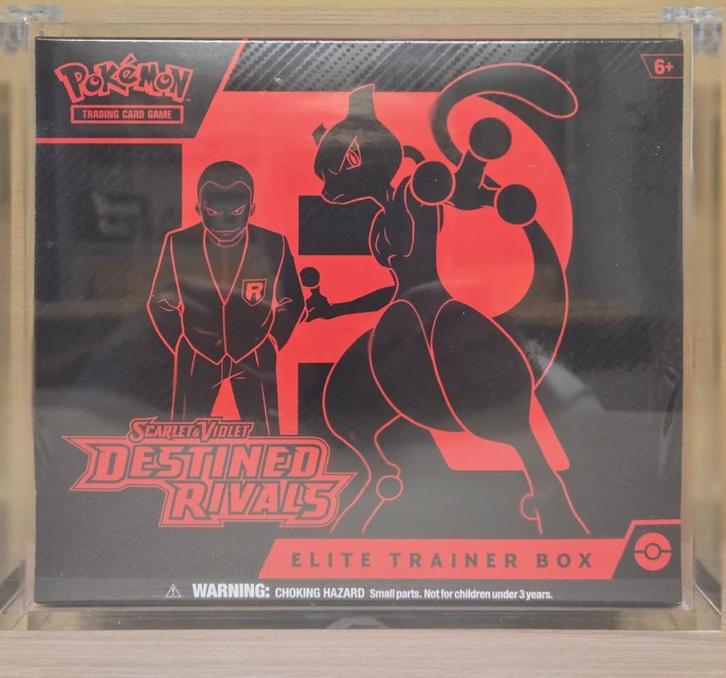 POKéMON
TRADING CARD GAME
6+
R
SCARLET & VIOLET
DESTINED
RIVALS
ELITE TRAINER BOX
WARNING: CHOKING HAZARD Small parts. Not for children under 3 years.